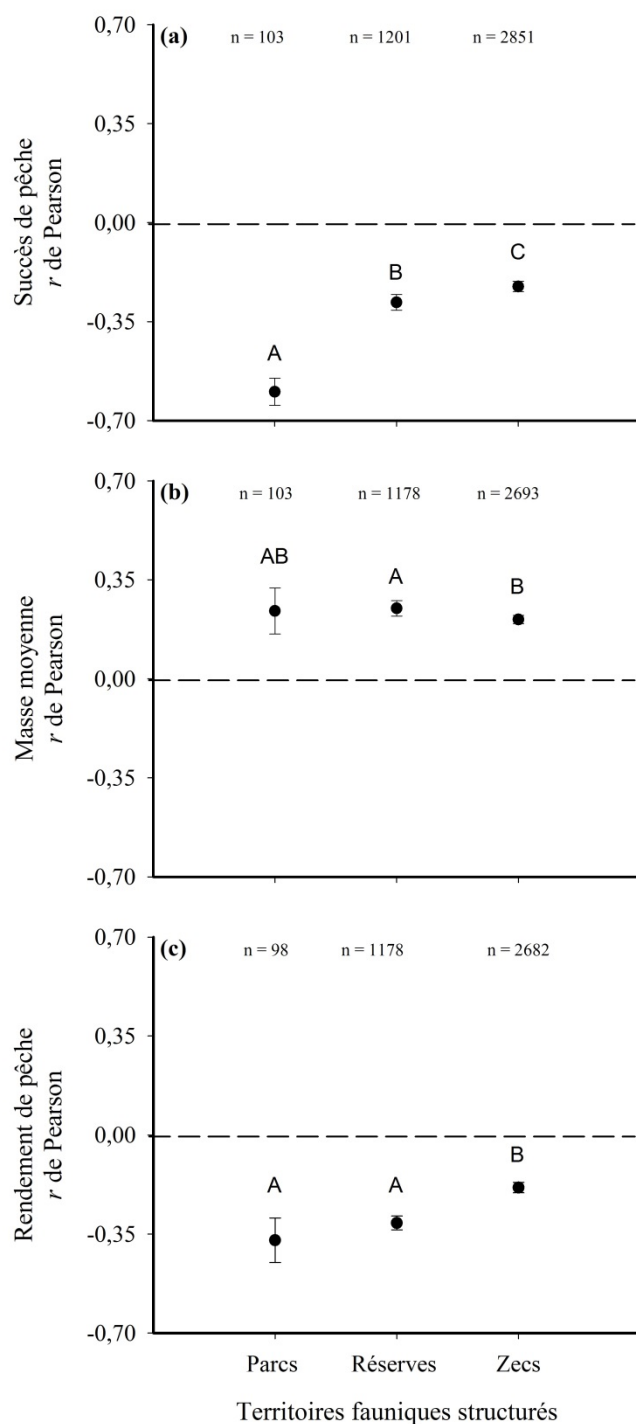 0,70
(a)
n = 103
n = 1201
n = 2851
0,35
0,00
-0,35
-0,70
Succès de pêche
r de Pearson
A
B
C
0,70
(b)
n = 103
n = 1178
n = 2693
0,35
0,00
-0,35
-0,70
Masse moyenne
r de Pearson
AB
A
B
0,70
(c)
n = 98
n = 1178
n = 2682
0,35
0,00
-0,35
-0,70
Rendement de pêche
r de Pearson
A
A
B
Parcs
Réserves
Zecs
Territoires fauniques structurés